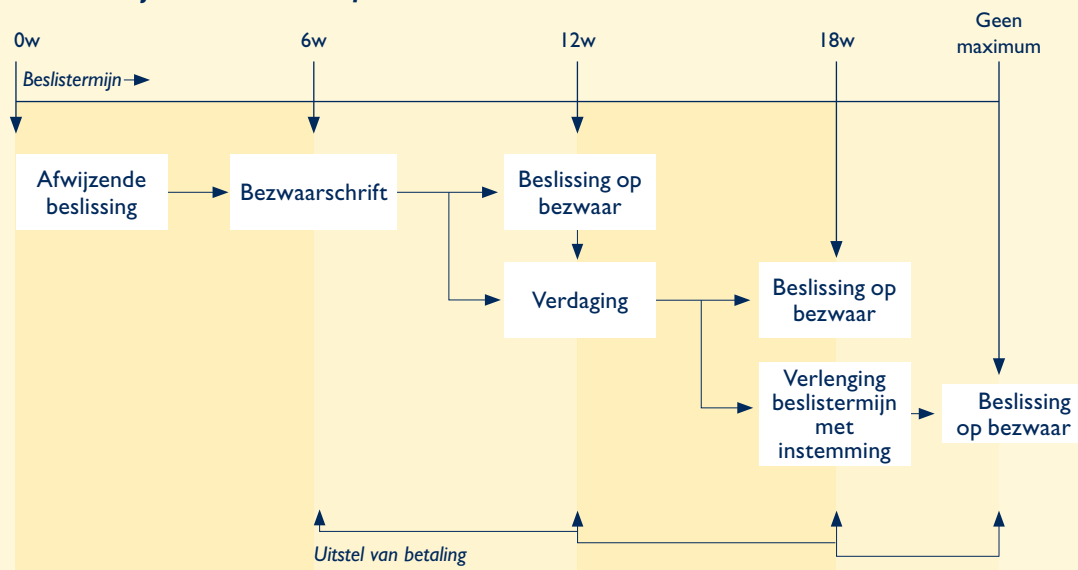 0w
6w
12w
18w
Geen
maximum
Beslistermijn
Afwijzende
beslissing
Bezwaarschrift
Beslissing op
bezwaar
Verdaging
Beslissing op
bezwaar
Verlenging
beslistermijn
met
instemming
Beslissing
op bezwaar
Uitstel van betaling